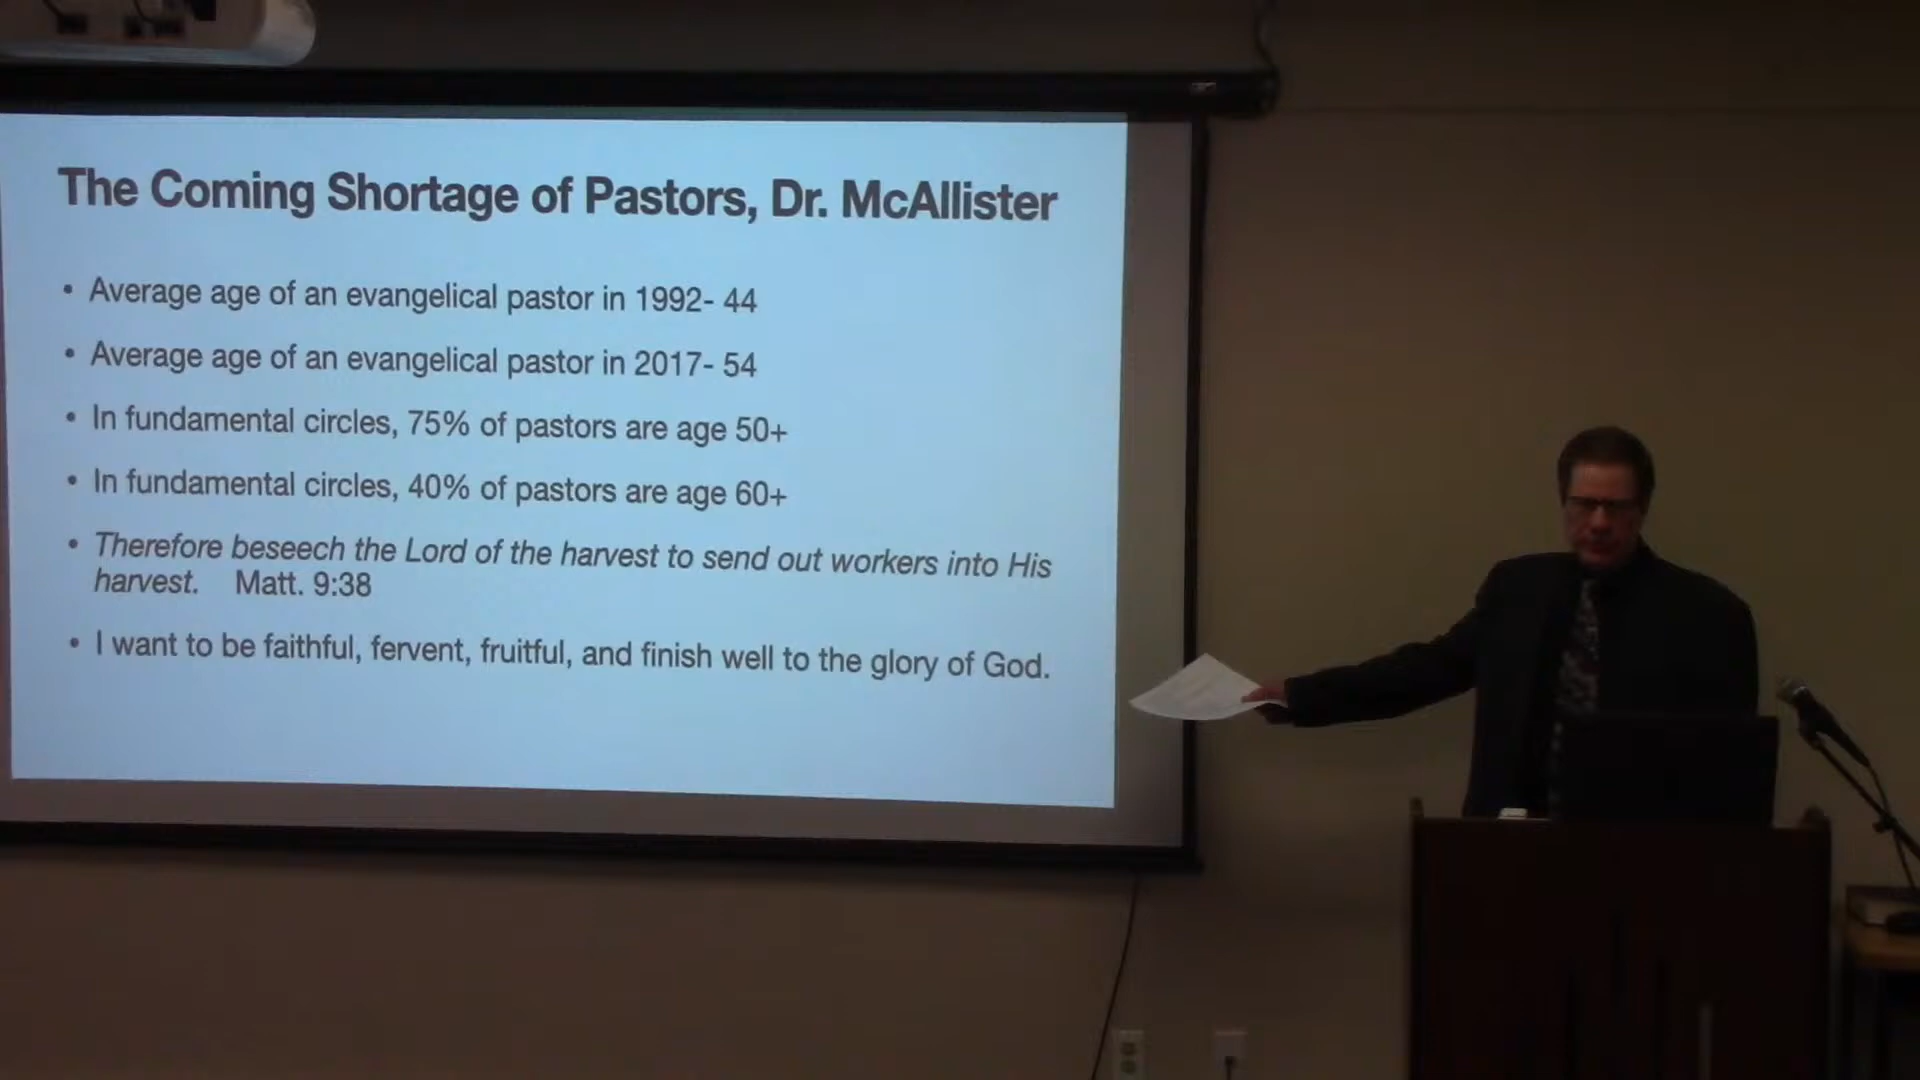 The Coming Shortage of Pastors, Dr. McAllister
• Average age of an evangelical pastor in 1992- 44
• Average age of an evangelical pastor in 2017- 54
• In fundamental circles, 75% of pastors are age 50+
• In fundamental circles, 40% of pastors are age 60+
• Therefore beseech the Lord of the harvest to send out workers into His
harvest. Matt. 9:38
• I want to be faithful, fervent, fruitful, and finish well to the glory of God.